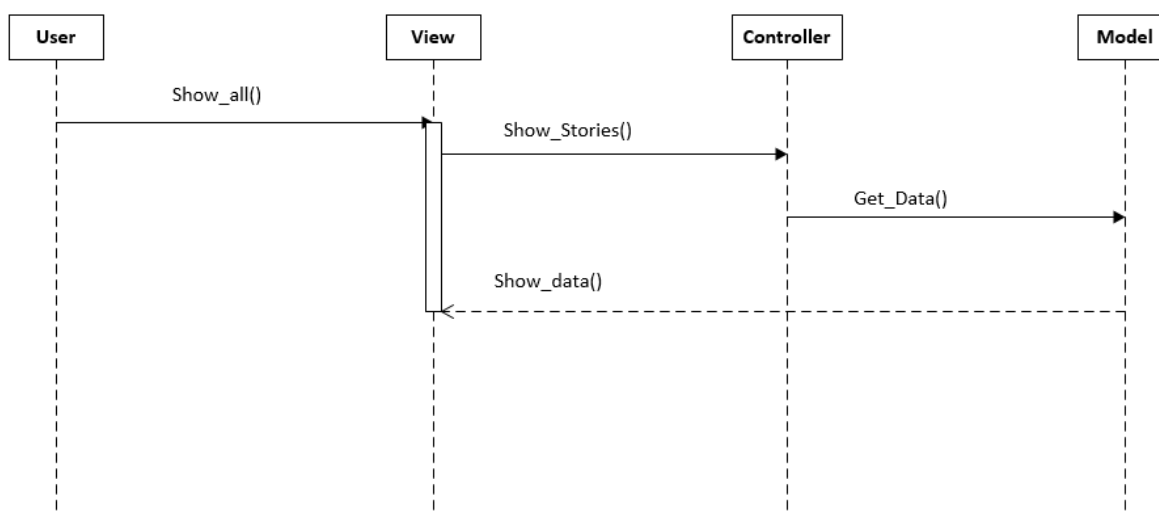 User
View
Controller
Model
Show_all()
Show_Stories()
Get_Data()
Show_data()